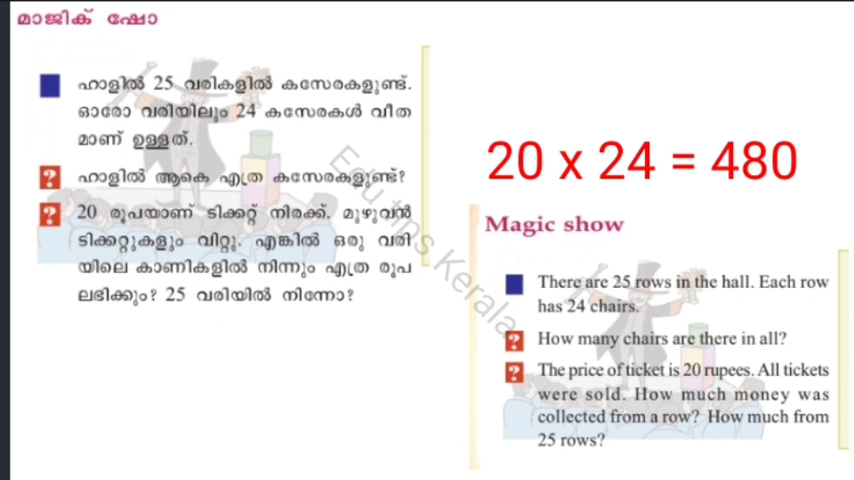 മാജിക് ഷോ
ഹാളിൽ 25 വരികളിൽ കസേരകളുണ്ട്.
ഓരോ വരിയിലും 24 കസേരകൾ വീത
മാണ് ഉള്ളത്.
ഹാളിൽ ആകെ എത്ര കസേരകളുണ്ട്?
20 രൂപയാണ് ടിക്കറ്റ് നിരക്ക്. മുഴുവൻ
ടിക്കറ്റുകളും വിറ്റു. എങ്കിൽ ഒരു വരി
യിലെ കാണികളിൽ നിന്നും എത്ര രൂപ
ലഭിക്കും? 25 വരിയിൽ നിന്നോ?
20 x 24 = 480
Magic show
There are 25 rows in the hall. Each row
has 24 chairs.
How many chairs are there in all?
The price of ticket is 20 rupees. All tickets
were sold. How much money was
collected from a row? How much from
25 rows?